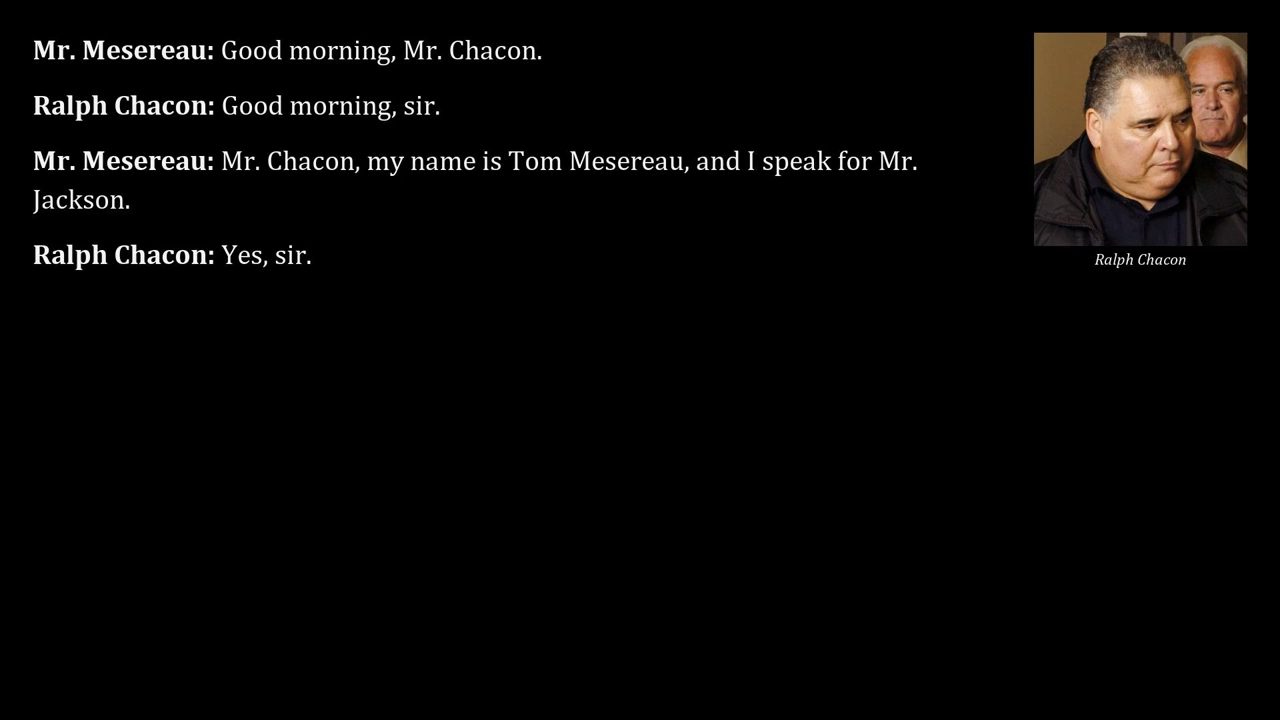 Mr. Mesereau: Good morning, Mr. Chacon.
Ralph Chacon: Good morning, sir.
Mr. Mesereau: Mr. Chacon, my name is Tom Mesereau, and I speak for Mr.
Jackson.
Ralph Chacon: Yes, sir.
Ralph Chacon